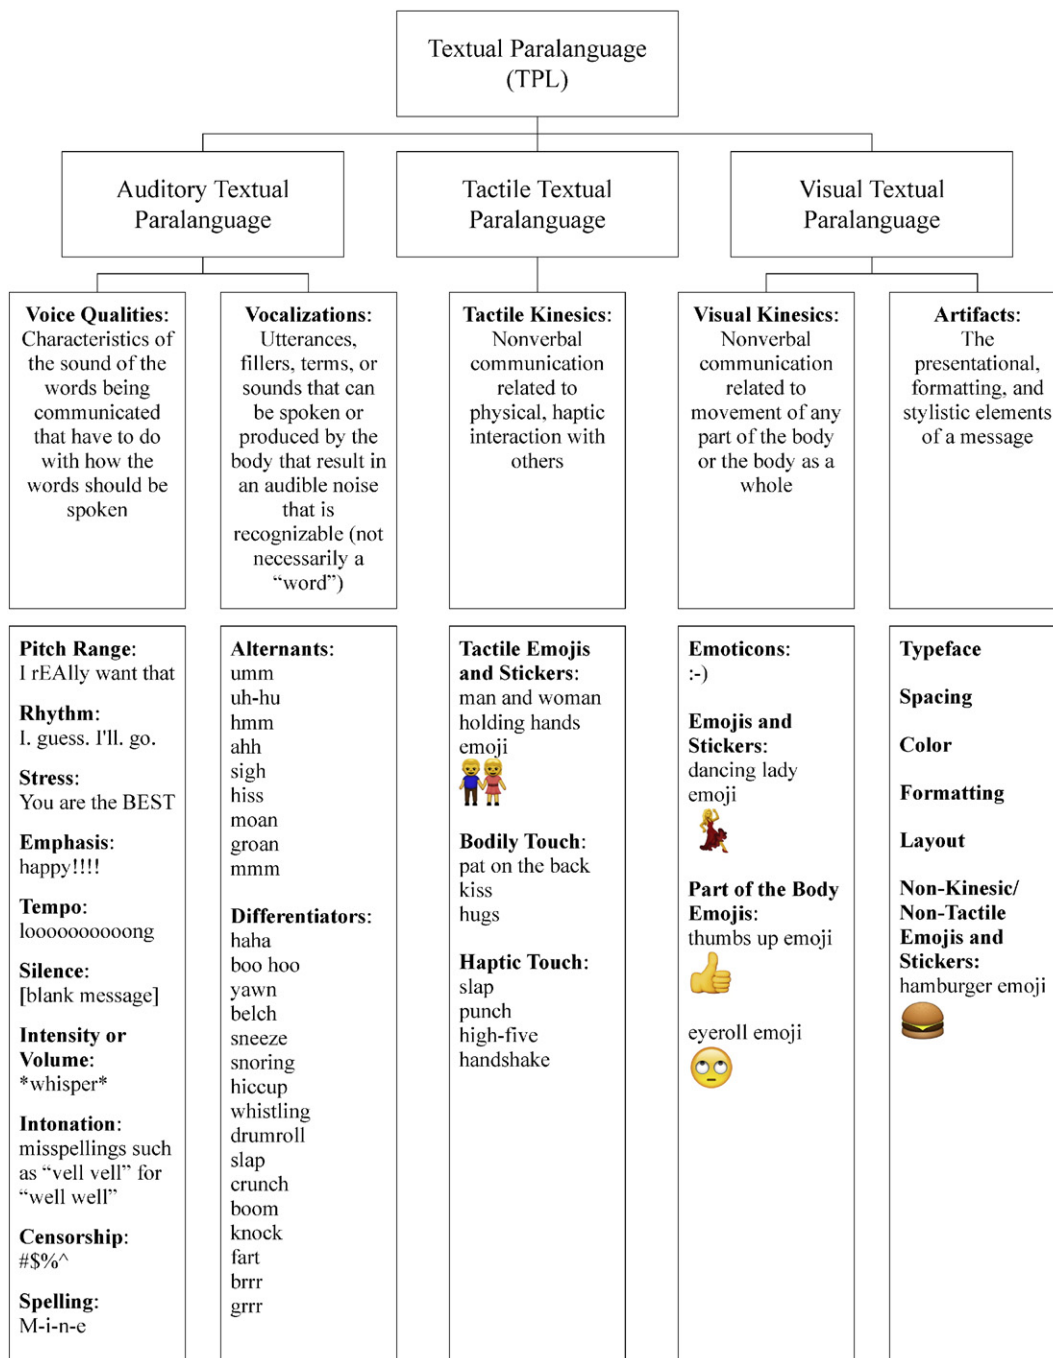 Textual Paralanguage
(TPL)
Auditory Textual
Paralanguage
Tactile Textual
Paralanguage
Visual Textual
Paralanguage
Voice Qualities:
Characteristics of
the sound of the
words being
communicated
that have to do
with how the
words should be
spoken
Vocalizations:
Utterances,
fillers, terms, or
sounds that can
be spoken or
produced by the
body that result in
an audible noise
that is
recognizable (not
necessarily a
“word”)
Tactile Kinesics:
Nonverbal
communication
related to
physical, haptic
interaction with
others
Visual Kinesics:
Nonverbal
communication
related to
movement of any
part of the body
or the body as a
whole
Artifacts:
The
presentational,
formatting, and
stylistic elements
of a message
Pitch Range:
I rEAlly want that
Rhythm:
I. guess. I'll. go.
Stress:
You are the BEST
Emphasis:
happy!!!!
Tempo:
loooooooooong
Silence:
[blank message]
Intensity or
Volume:
*whisper*
Intonation:
misspellings such
as “vell vell” for
“well well”
Censorship:
#$%^
Spelling:
M-i-n-e
Alternants:
umm
uh-hu
hmm
ahh
sigh
hiss
moan
groan
mmm
Differentiators:
haha
boo hoo
yawn
belch
sneeze
snoring
hiccup
whistling
drumroll
slap
crunch
boom
knock
fart
brrr
grrr
Tactile Emojis
and Stickers:
man and woman
holding hands
emoji
Bodily Touch:
pat on the back
kiss
hugs
Haptic Touch:
slap
punch
high-five
handshake
Emoticons:
:-)
Emojis and
Stickers:
dancing lady
emoji
Part of the Body
Emojis:
thumbs up emoji
eyeroll emoji
Typeface
Spacing
Color
Formatting
Layout
Non-Kinesic/
Non-Tactile
Emojis and
Stickers:
hamburger emoji